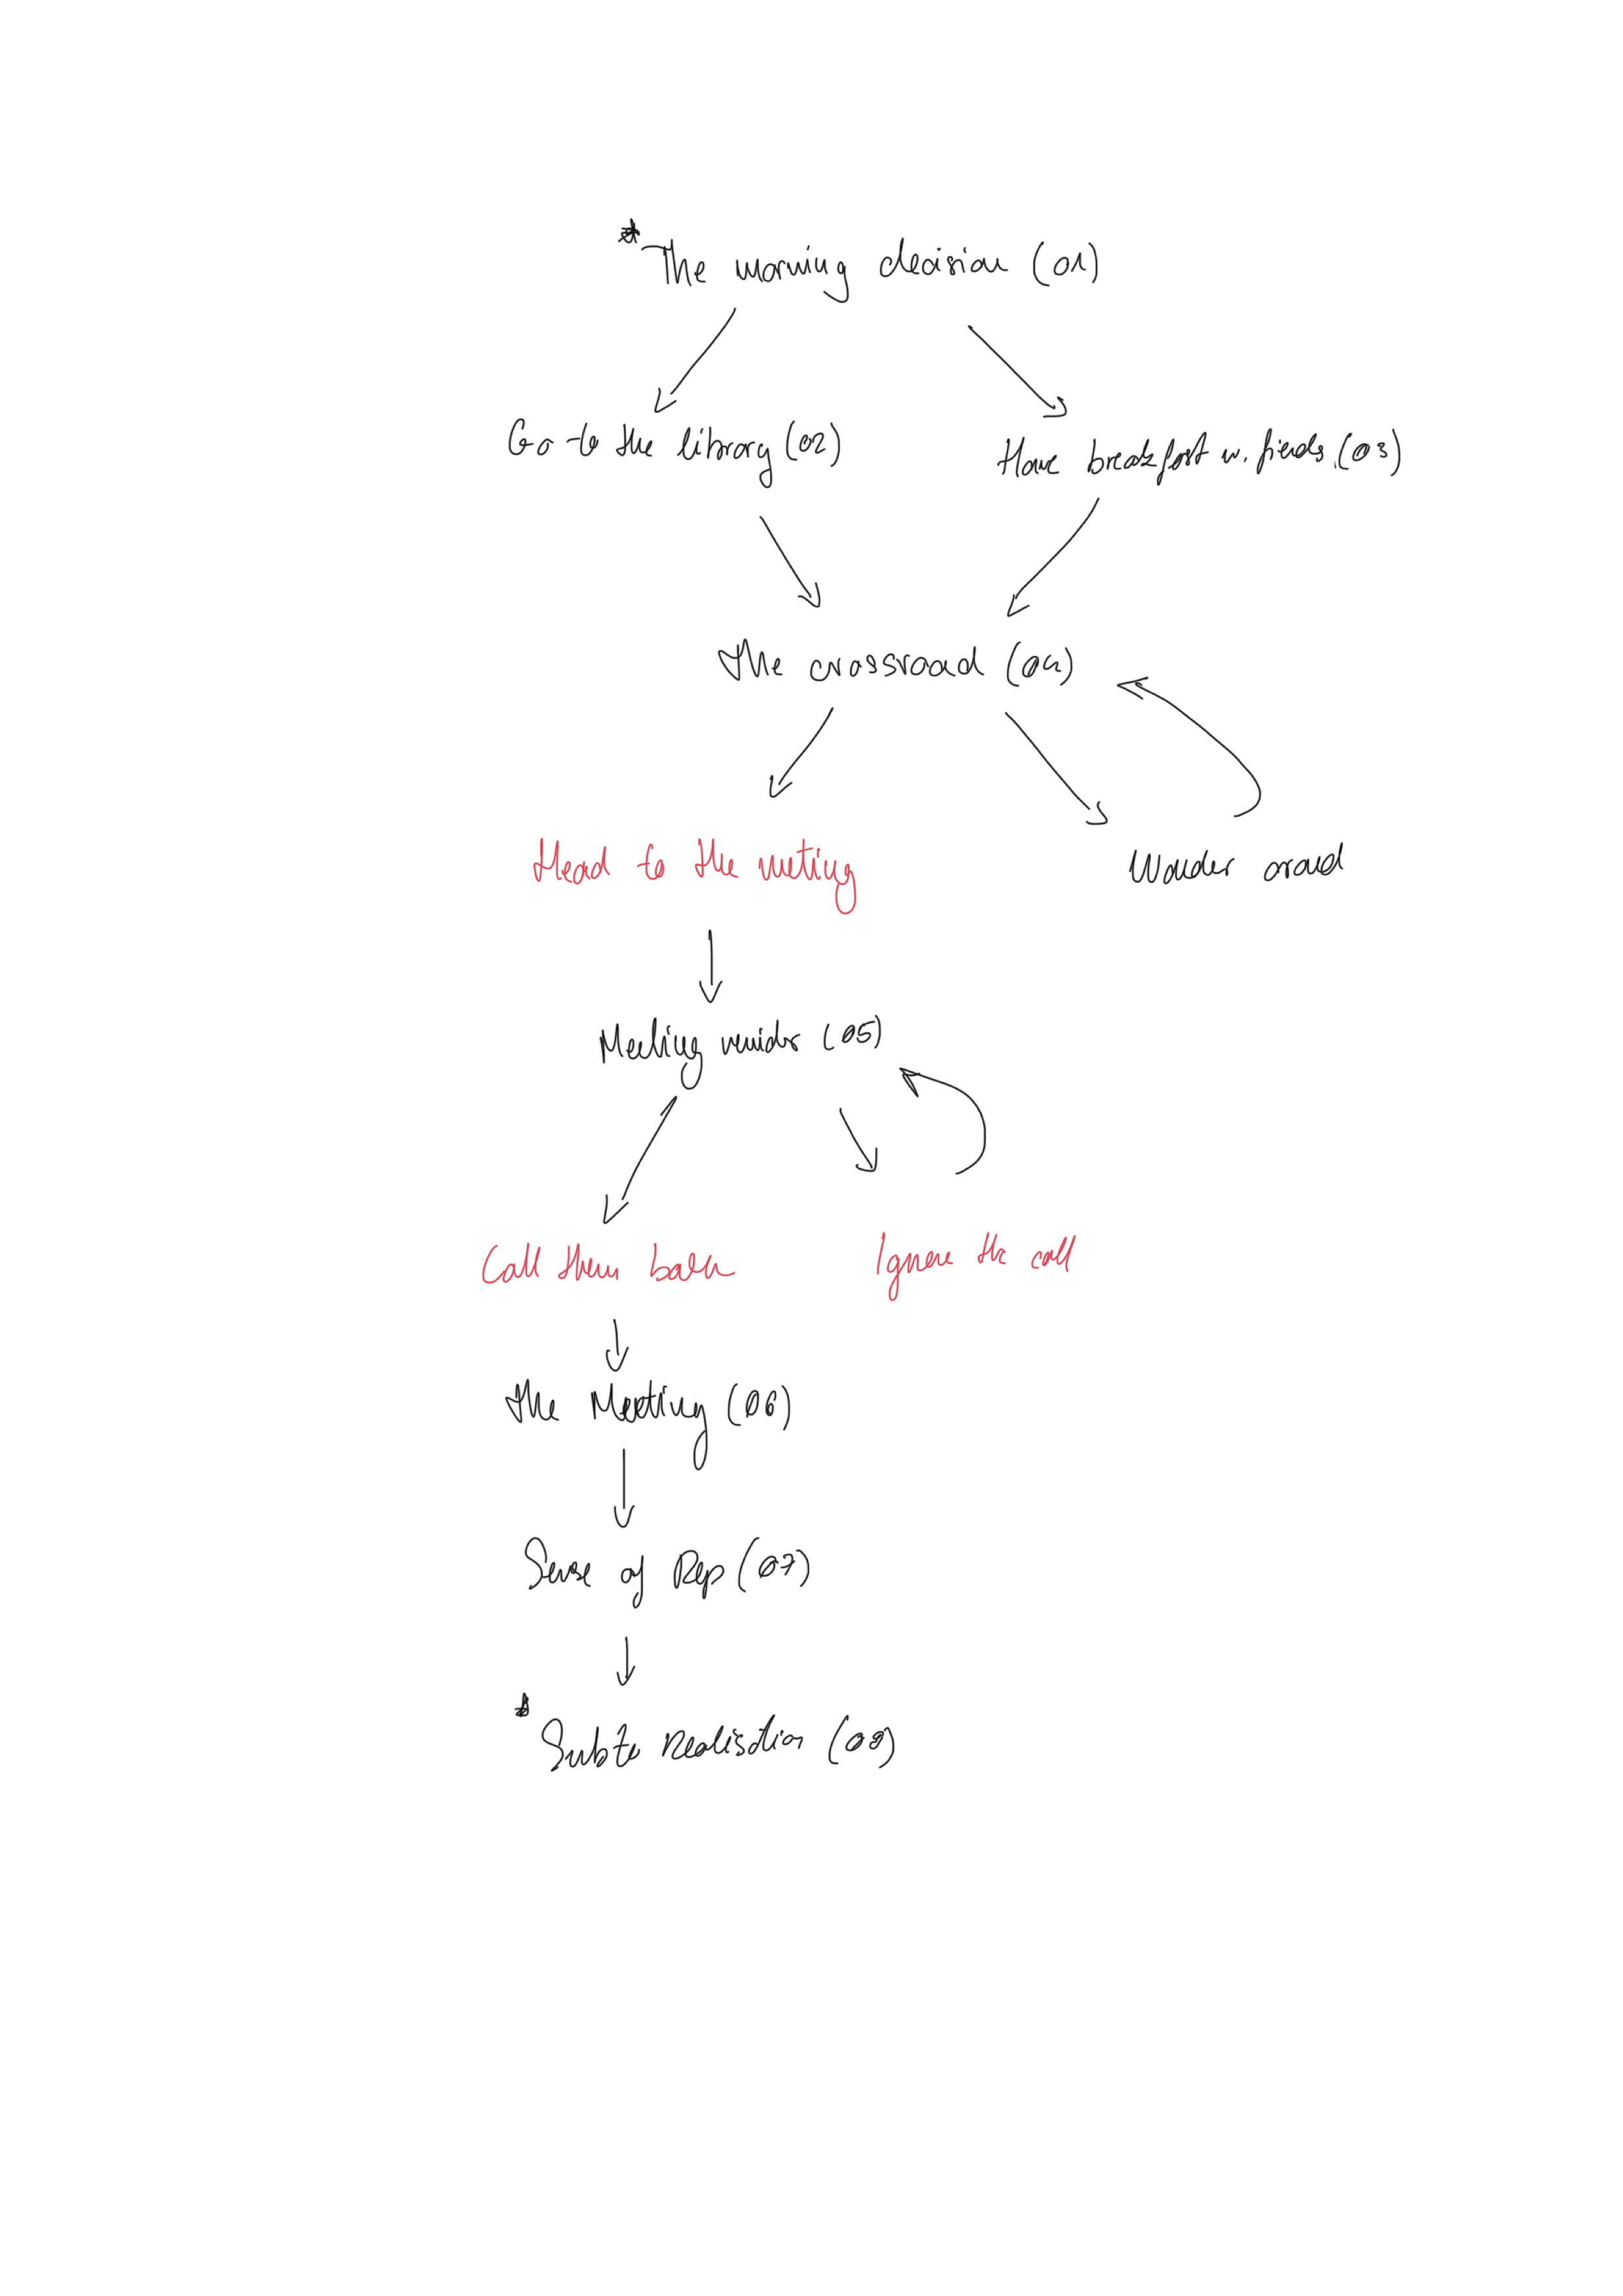 * The morning decision (01)
Go to the library (02)
Have breakfast w. friends (03)
The crossroad (04)
Head to the meeting
Wander around
Meeting (05)
Call them back
Ignore the call
The Meeting (06)
Sense of Rep (07)
* Subtle Realisation (08)